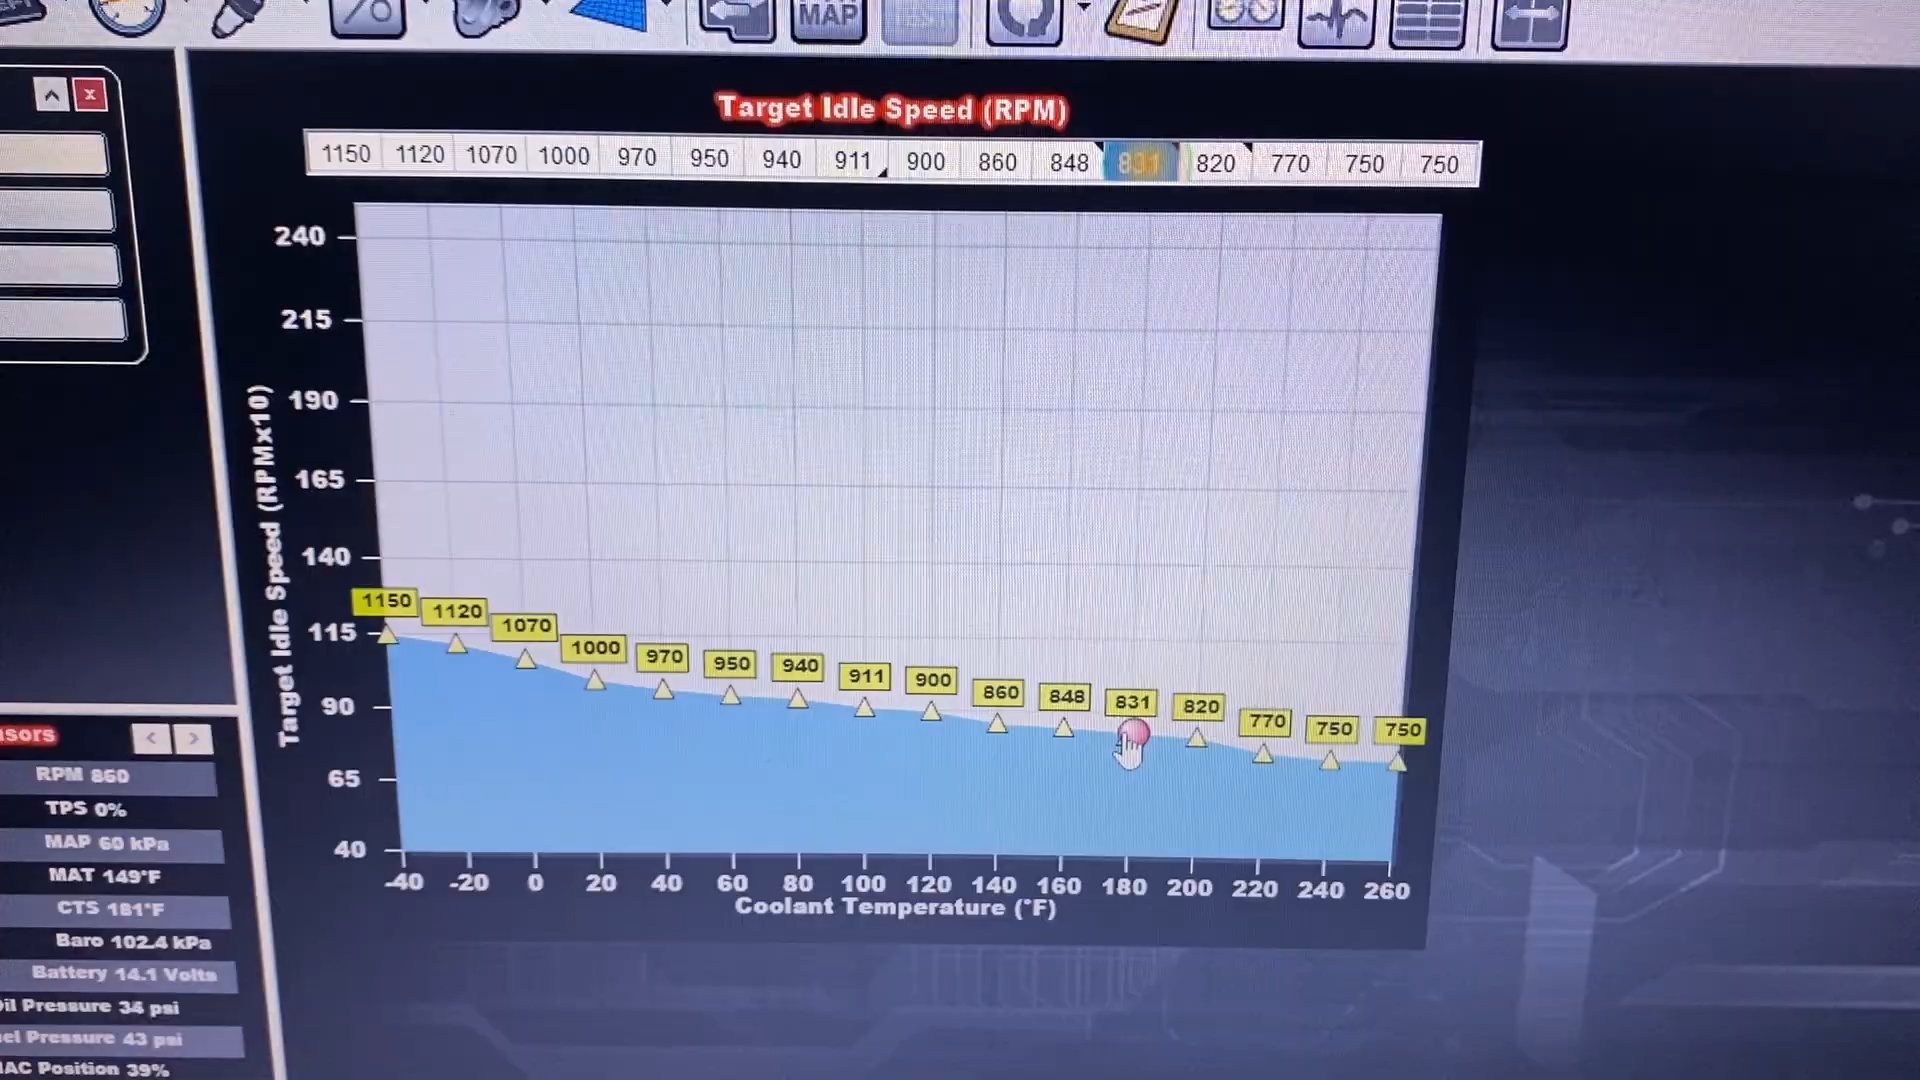 MAP
Target Idle Speed (RPM)
1150 1120 1070 1000 970 950 940 911 900 860 848 831 820 770 750 750
240
215
190
165
140
115
90
65
40
Target Idle Speed (RPMx10)
1150 1120 1070 1000 970 950 940 911 900 860 848 831 820 770 750 750
-40 -20 0 20 40 60 80 100 120 140 160 180 200 220 240 260
Coolant Temperature (°F)
sors
< >
RPM 860
TPS 0%
MAP 60 kPa
MAT 149°F
CTS 181°F
Baro 102.4 kPa
Battery 14.1 Volts
il Pressure 34 psi
el Pressure 43 psi
IAC Position 39%